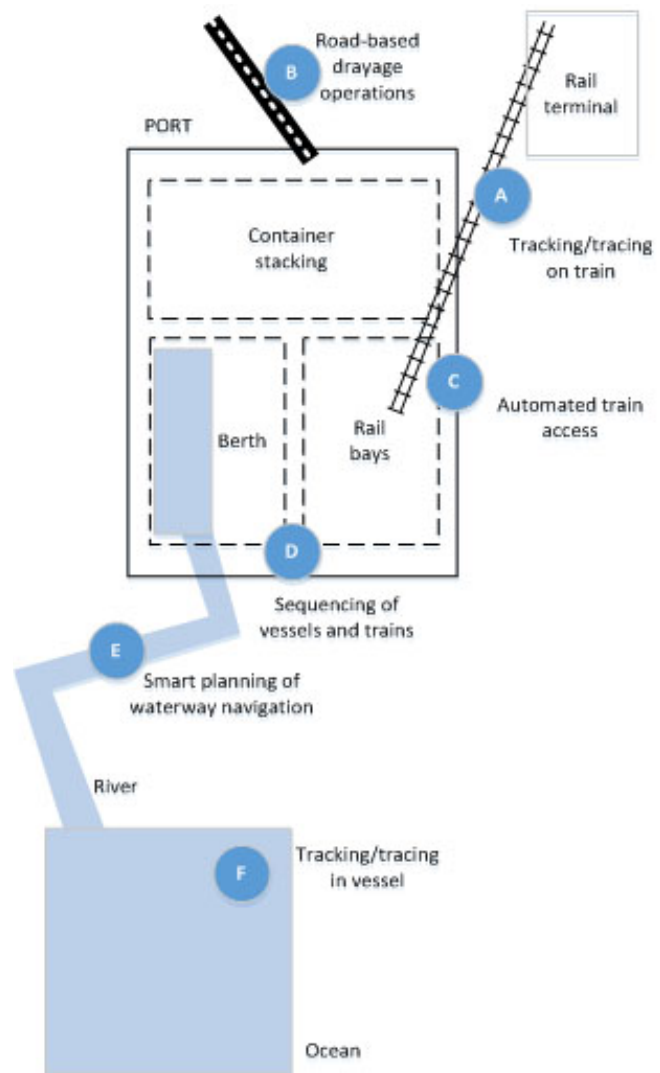 Road-based
drayage
operations
B
Rail
terminal
PORT
A
Container
stacking
Tracking/tracing
on train
C
Automated train
access
Berth
Rail
bays
D
Sequencing of
vessels and trains
E
Smart planning of
waterway navigation
River
F
Tracking/tracing
in vessel
Ocean